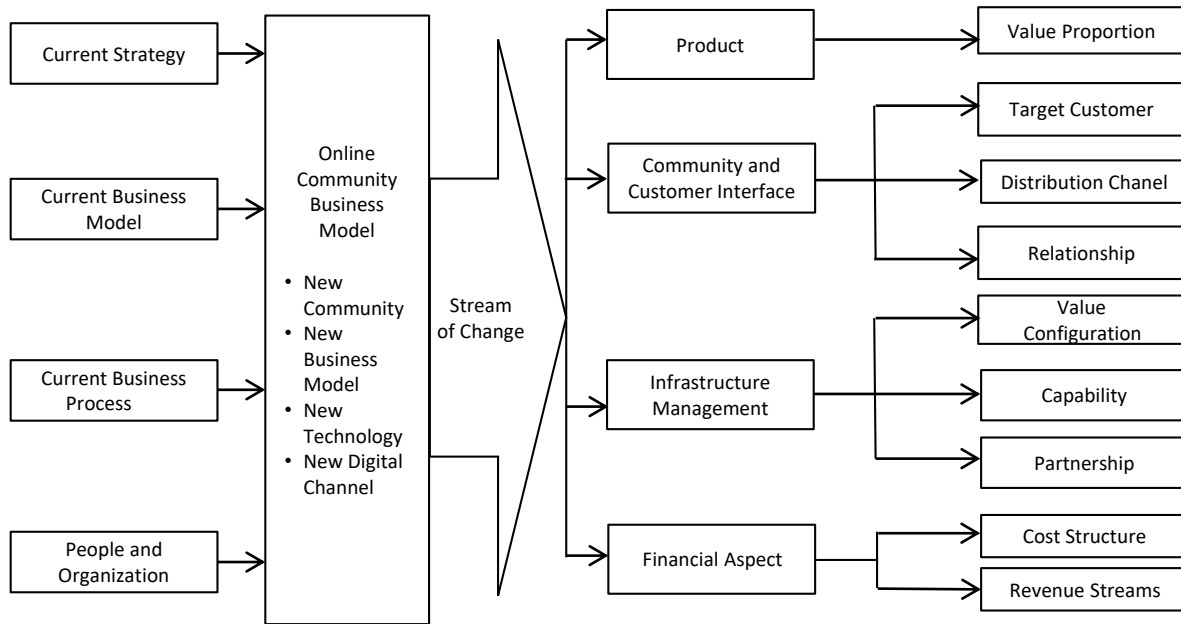 Current Strategy
Current Business
Model
Current Business
Process
People and
Organization
Online
Community
Business
Model
• New
Community
• New
Business
Model
• New
Technology
• New Digital
Channel
Stream
of Change
Product
Community and
Customer Interface
Infrastructure
Management
Financial Aspect
Value Proportion
Target Customer
Distribution Chanel
Relationship
Value
Configuration
Capability
Partnership
Cost Structure
Revenue Streams